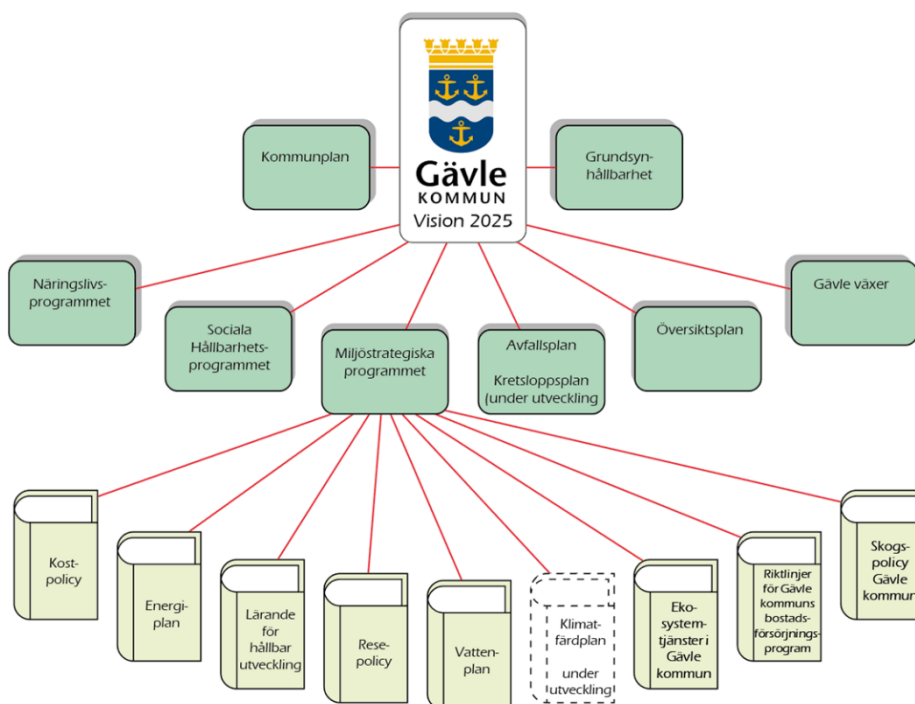 Gävle
KOMMUN
Vision 2025
Kommunplan
Grundsyn-
hållbarhet
Näringslivs-
programmet
Sociala
Hållbarhets-
programmet
Miljöstrategiska
programmet
Avfallsplan
Kretsloppsplan
(under utveckling
Översiktsplan
Gävle växer
Kost-
policy
Energi-
plan
Lärande
för
hållbar
utveckling
Rese-
policy
Vatten-
plan
Klimat-
färdplan
under
utveckling
Eko-
system-
tjänster i
Gävle
kommun
Riktlinjer
för Gävle
kommuns
bostads-
försörjnings-
program
Skogs-
policy
Gävle
kommun